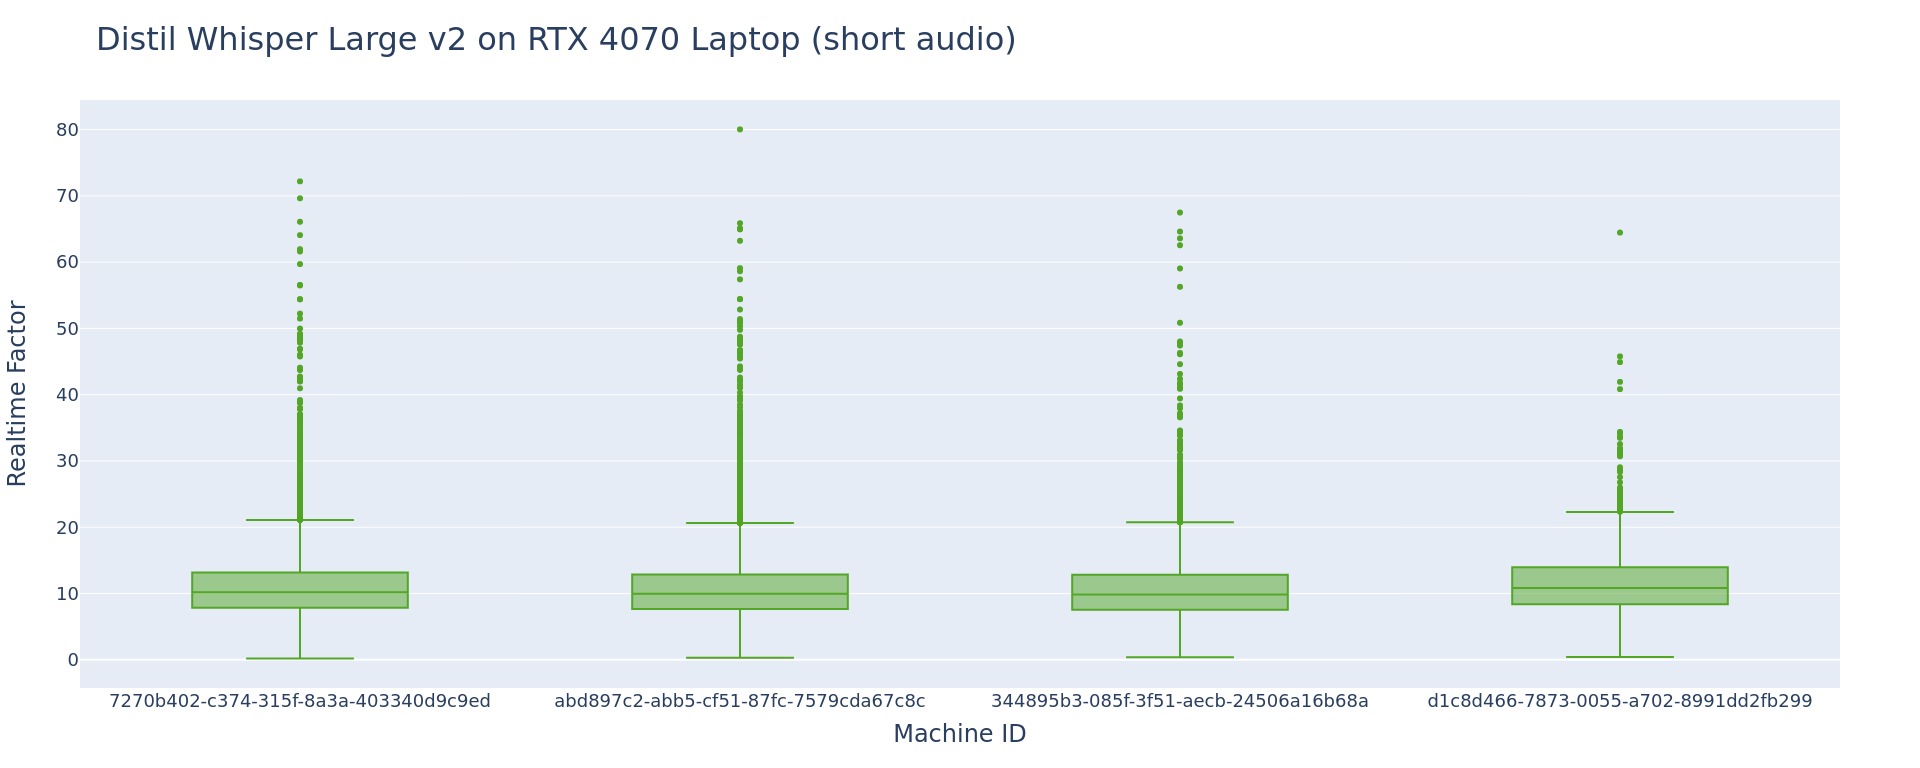 Distil Whisper Large v2 on RTX 4070 Laptop (short audio)
Realtime Factor
80
70
60
50
40
30
20
10
0
7270b402-c374-315f-8a3a-403340d9c9ed
abd897c2-abb5-cf51-87fc-7579cda67c8c
344895b3-085f-3f51-aecb-24506a16b68a
d1c8d466-7873-0055-a702-8991dd2fb299
Machine ID